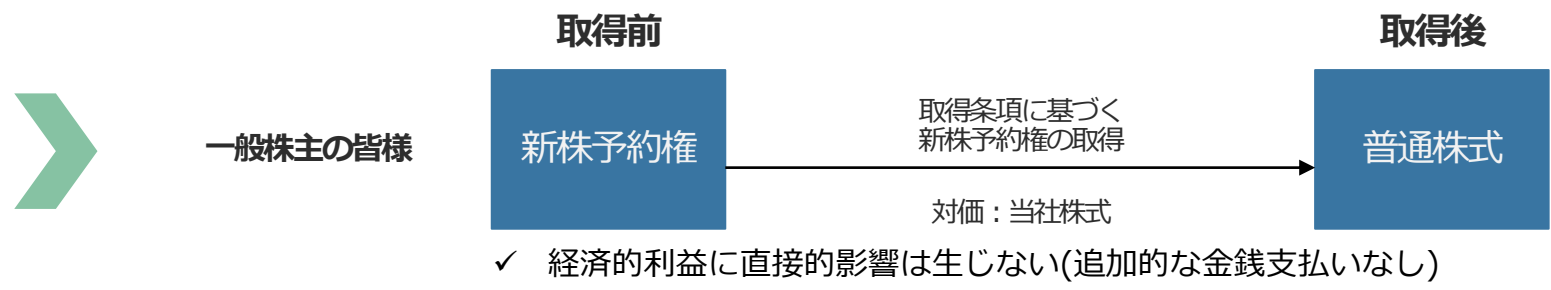 取得前
取得後
一般株主の皆様
新株予約権
取得条項に基づく
新株予約権の取得
対価：当社株式
普通株式
✓ 経済的利益に直接的影響は生じない(追加的な金銭支払いなし)